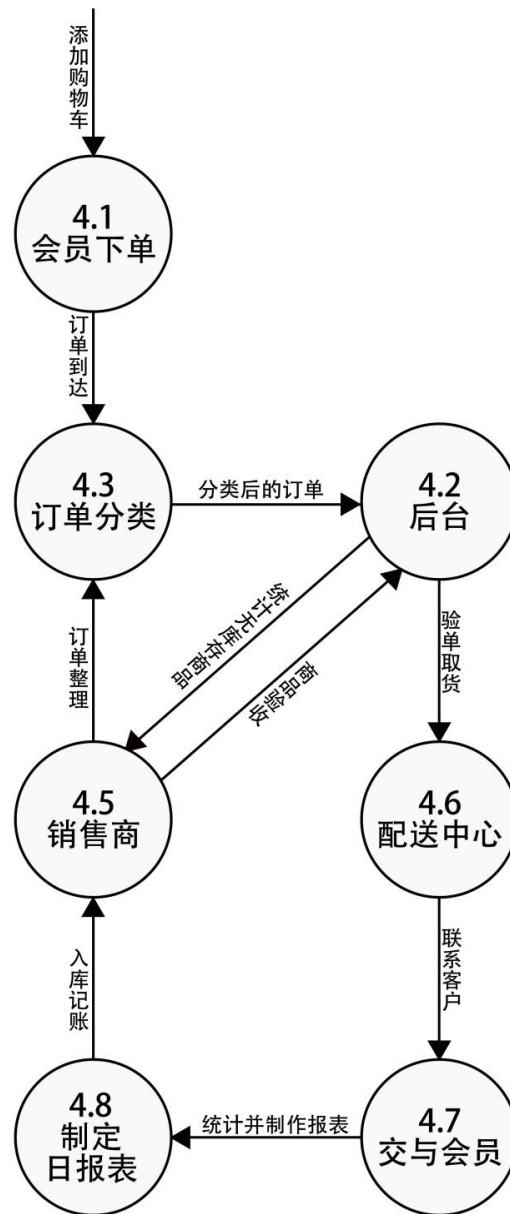 添加购物车
4.1
会员下单
订单到达
4.3
订单分类
分类后的订单
4.2
后台
统计无库存商品
商品验收
订单整理
验单取货
4.5
销售商
4.6
配送中心
入库记账
联系客户
4.8
制定
日报表
统计并制作报表
4.7
交与会员